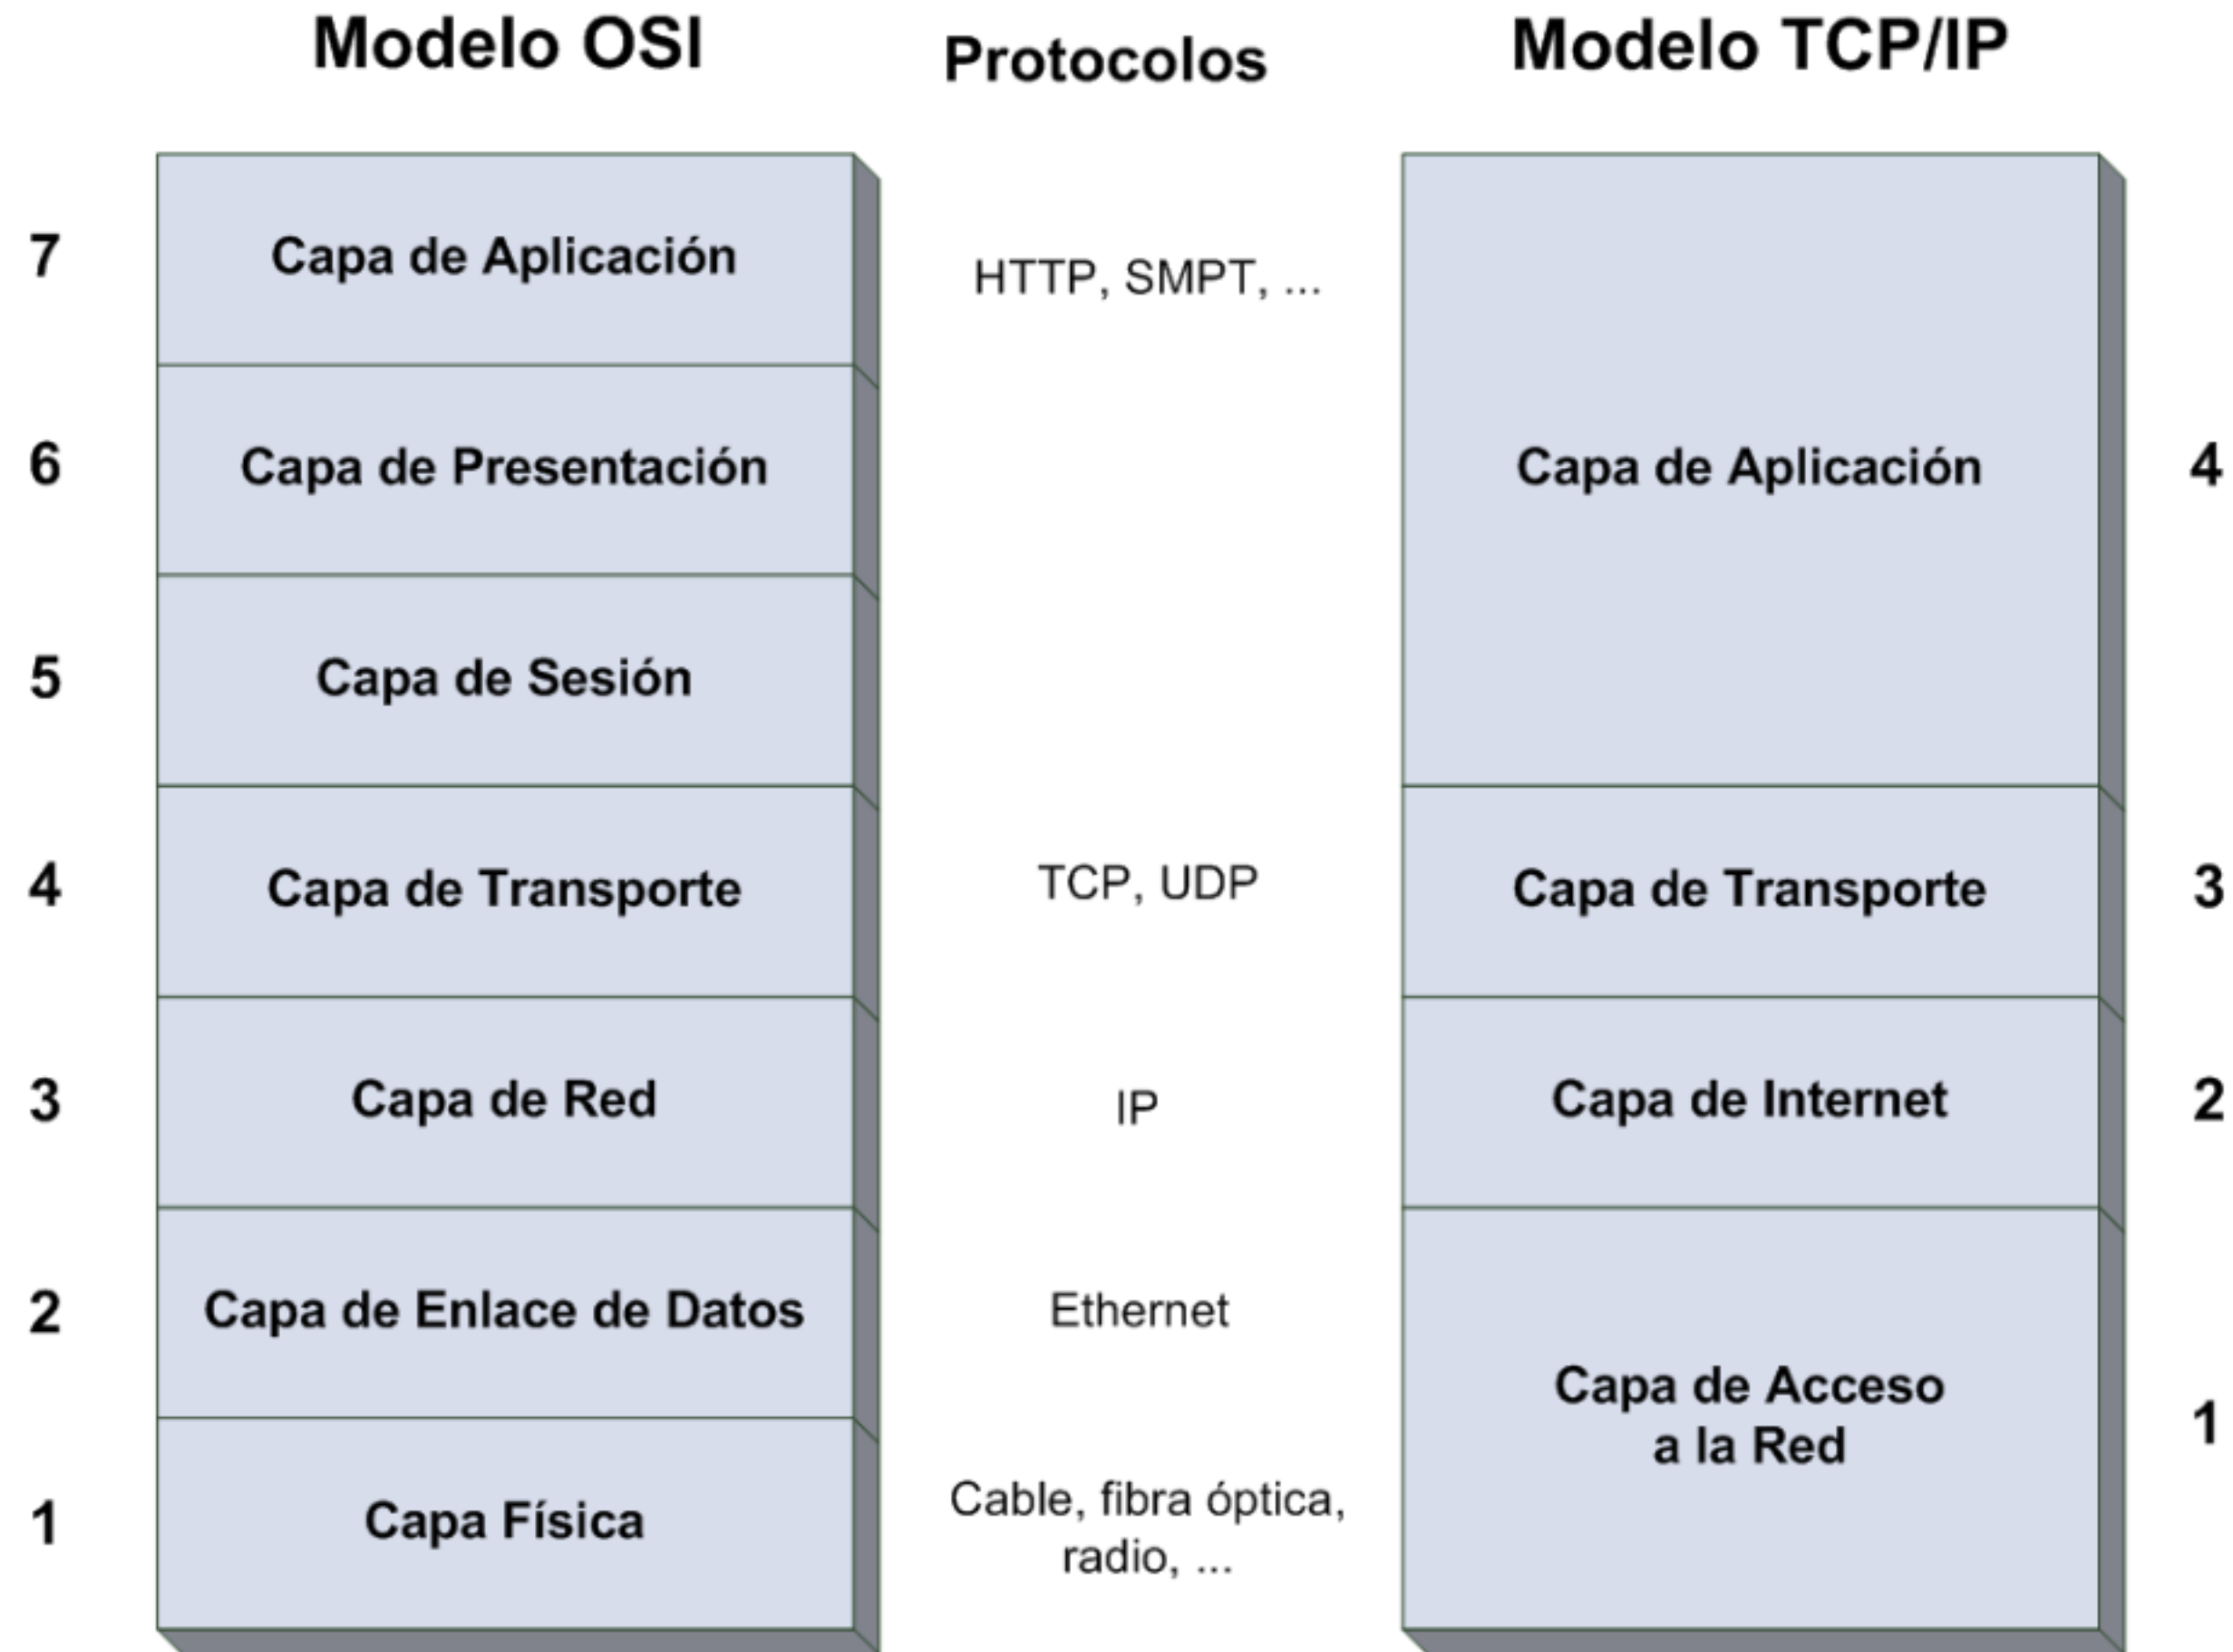 Modelo OSI
Protocolos
Modelo TCP/IP
7
Capa de Aplicación
HTTP, SMPT, ...
6
Capa de Presentación
Capa de Aplicación
4
5
Capa de Sesión
4
Capa de Transporte
TCP, UDP
Capa de Transporte
3
3
Capa de Red
IP
Capa de Internet
2
2
Capa de Enlace de Datos
Ethernet
Capa de Acceso
a la Red
1
1
Capa Física
Cable, fibra óptica,
radio, ...